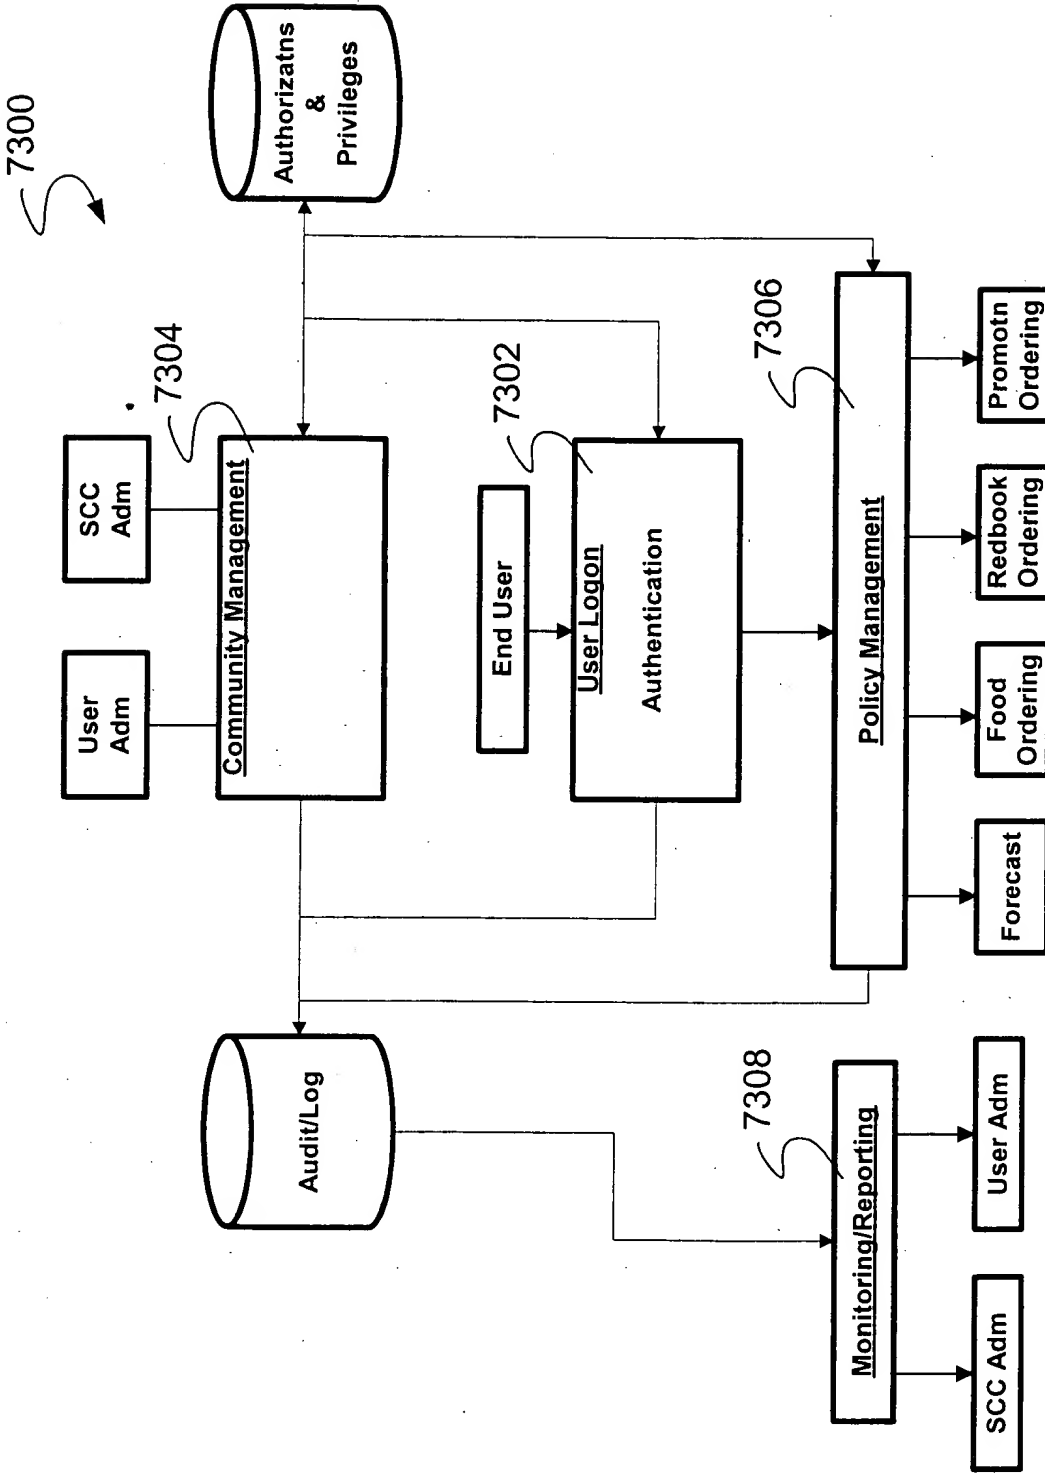 7300
User
Adm
SCC
Adm
7304
Community Management
Authorizatns
&
Privileges
Audit/Log
End User
7302
User Logon
Authentication
7306
Policy Management
7308
Monitoring/Reporting
SCC Adm
User Adm
Forecast
Food
Ordering
Redbook
Ordering
Promotn
Ordering